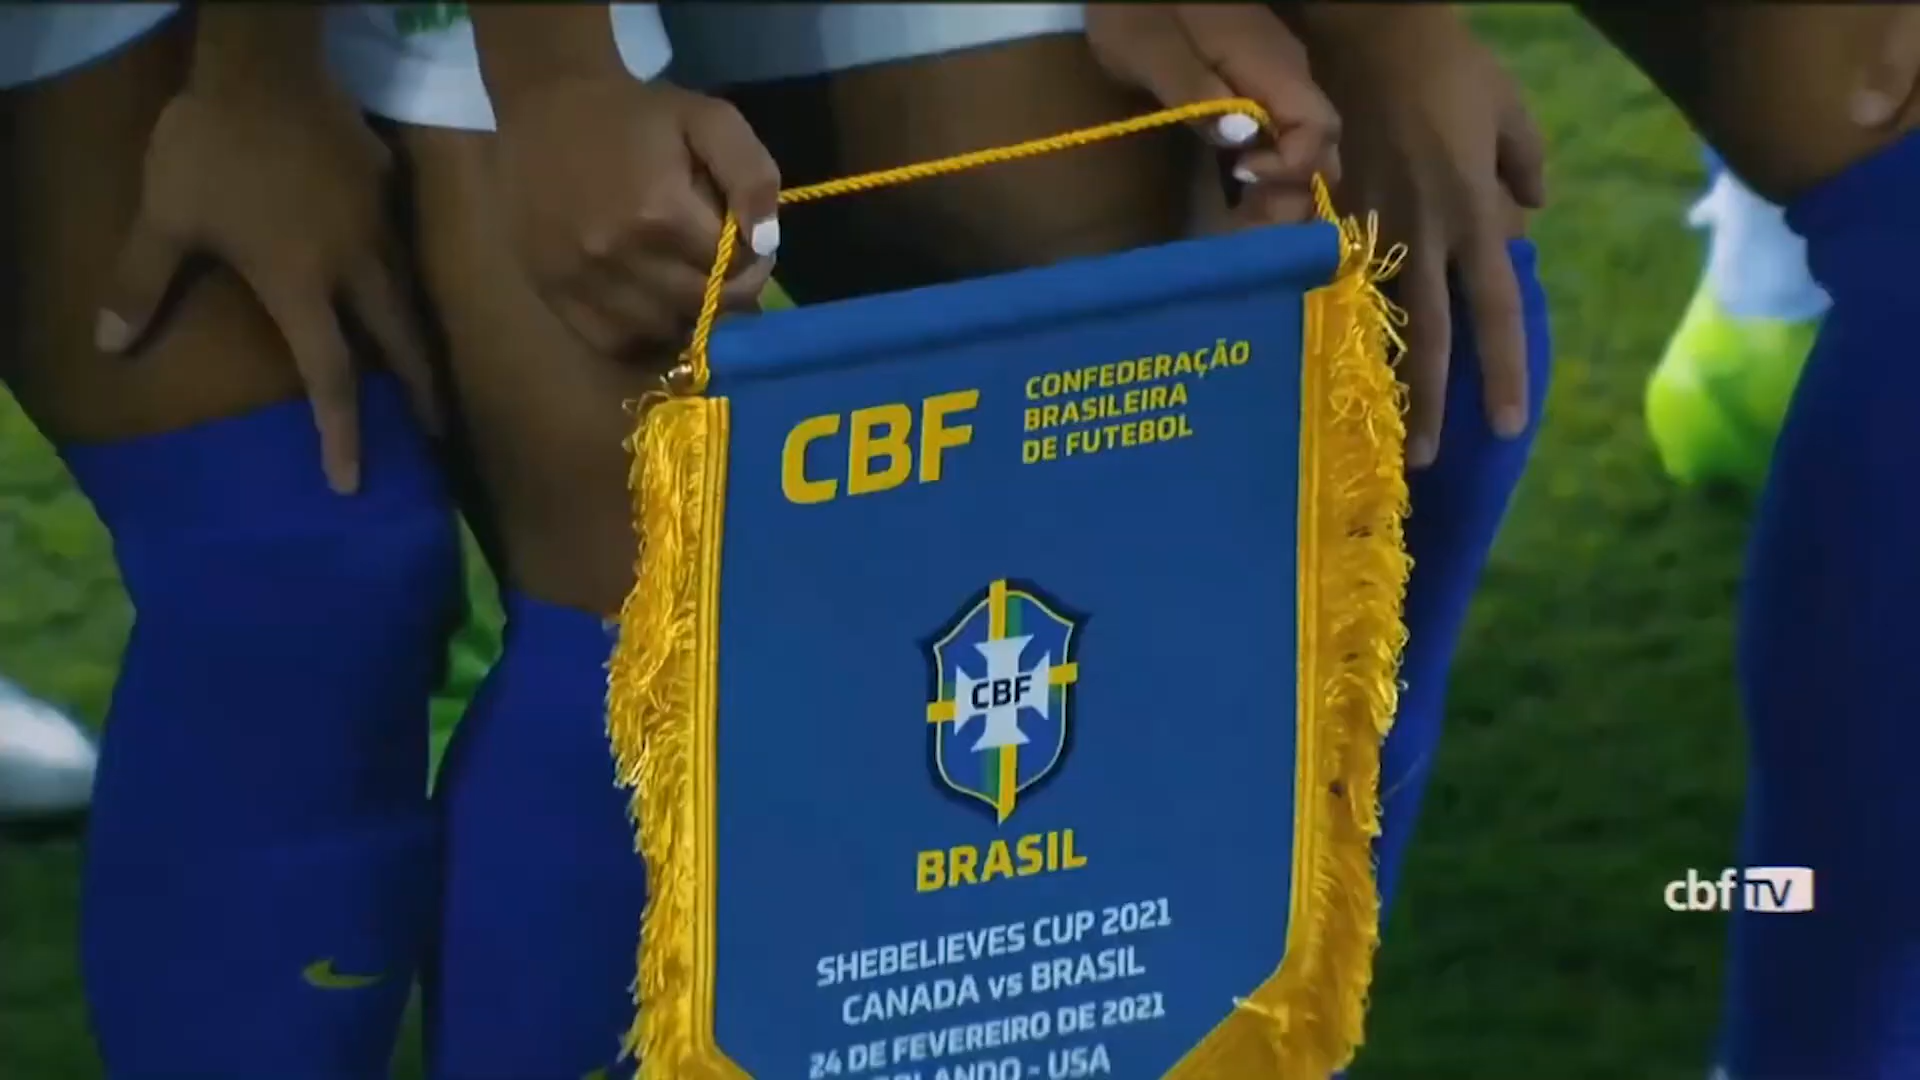 CBF
CONFEDERAÇÃO
BRASILEIRA
DE FUTEBOL
CBF
BRASIL
SHEBELIEVES CUP 2021
CANADA vs BRASIL
24 DE FEVEREIRO DE 2021
ORLANDO - USA
cbf TV